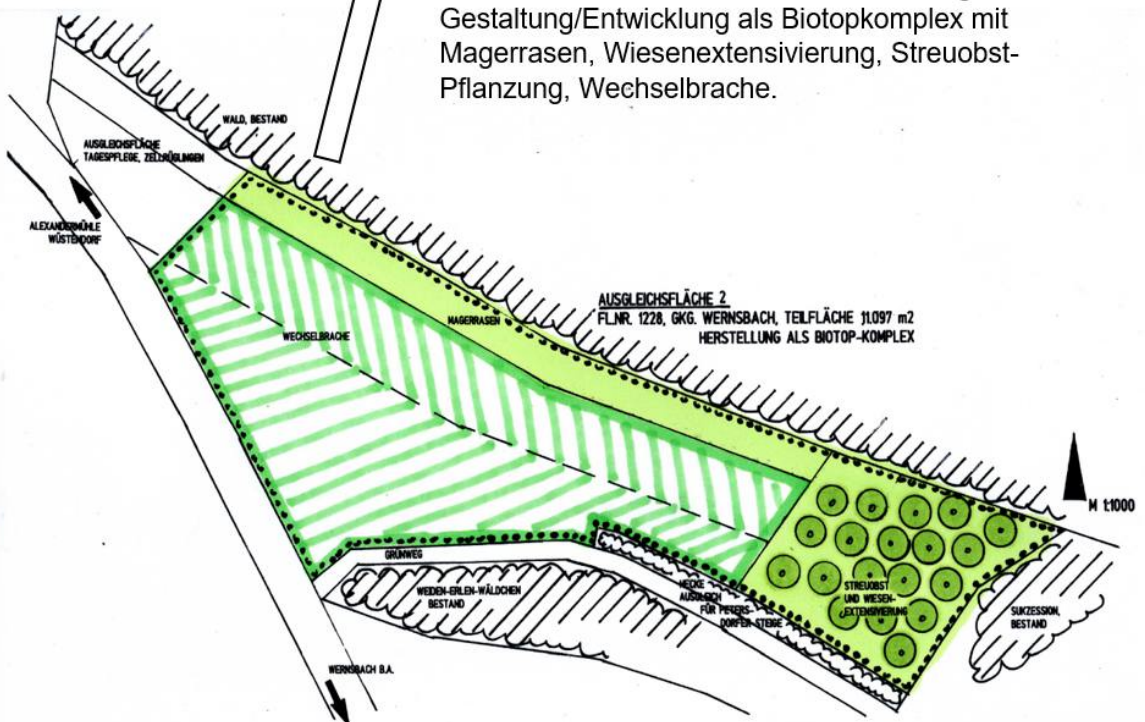 Gestaltung/Entwicklung als Biotopkomplex mit
Magerrasen, Wiesenextensivierung, Streuobst-
Pflanzung, Wechselbrache.
WALD, BESTAND
AUSGLEICHSFLÄCHE
TAGESPFLEGE, ZELLRÜGLINGEN
ALEXANDERMÜHLE
WÜSTENDORF
AUSGLEICHSFLÄCHE 2
FL.NR. 1228, GKG. WERNSBACH, TEILFLÄCHE 11.097 m2
HERSTELLUNG ALS BIOTOP-KOMPLEX
MAGERRASEN
WECHSELBRACHE
M 1:1000
GRÜNWEG
WEIDEN-ERLEN-WÄLDCHEN
BESTAND
HECKE
AUSGLEICH
FÜR PETERS-
DORFER STEIGE
STREUOBST
UND WIESEN-
EXTENSIVIERUNG
SUKZESSION,
BESTAND
WERNSBACH B.A.